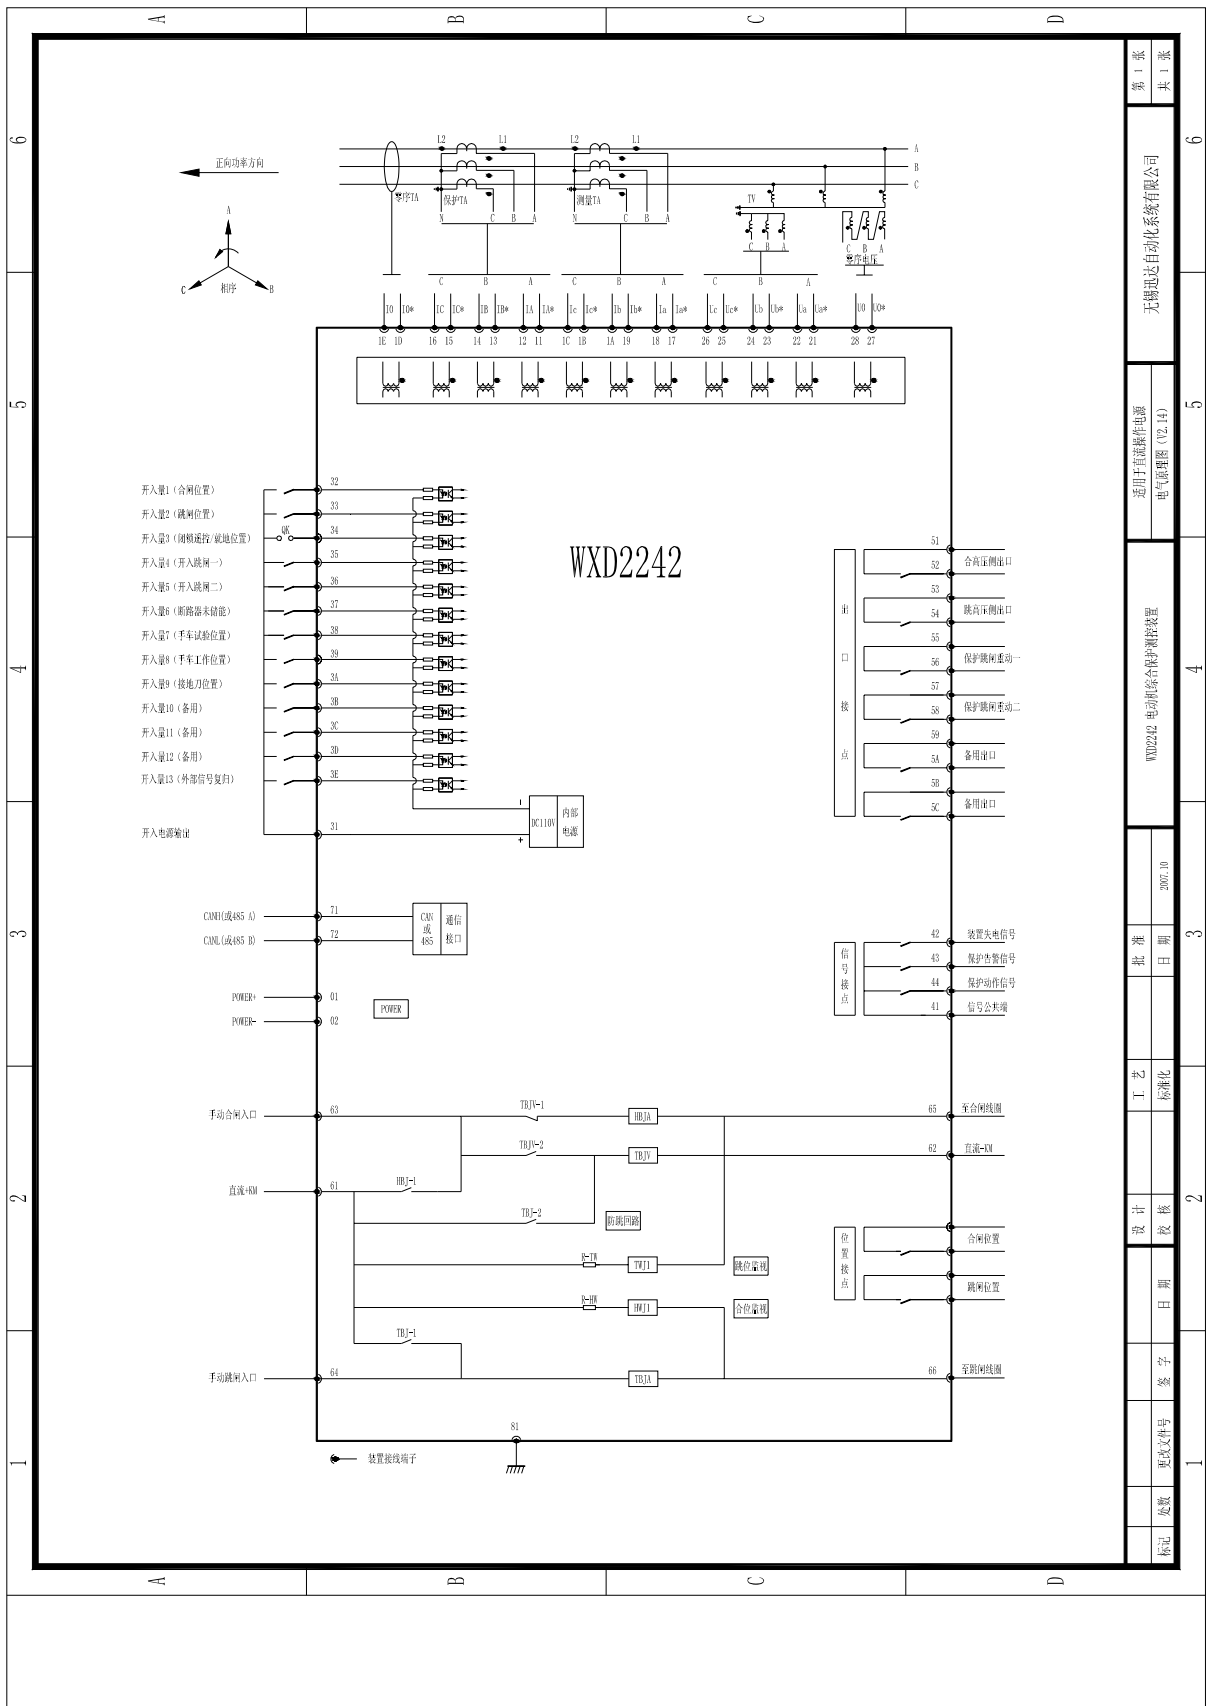 A B C D
6
5
4
3
2
1
正向功率方向
A
B
C
相序
零序TA
L2 L1
保护TA
N C B A
L2 L1
测量TA
N C B A
A
B
C
TV
C B A
C B A
零序电压
C B A
C B A
C B A
I0 I0* IC IC* IB IB* IA IA* Ic Ic* Ib Ib* Ia Ia* Uc Uc* Ub Ub* Ua Ua* U0 U0*
1E 1D 16 15 14 13 12 11 1C 1B 1A 19 18 17 26 25 24 23 22 21 28 27
WXD2242
开入量1（合闸位置） 32
开入量2（跳闸位置） 33
开入量3（闭锁遥控/就地位置） QK 34
开入量4（开入跳闸一） 35
开入量5（开入跳闸二） 36
开入量6（断路器未储能） 37
开入量7（手车试验位置） 38
开入量8（手车工作位置） 39
开入量9（接地刀位置） 3A
开入量10（备用） 3B
开入量11（备用） 3C
开入量12（备用） 3D
开入量13（外部信号复归） 3E
开入电源输出 31
- +
DC110V
内部
电源
出口接点
51
52 合高压侧出口
53
54 跳高压侧出口
55
56 保护跳闸重动一
57
58 保护跳闸重动二
59
5A 备用出口
5B
5C 备用出口
CANH(或485 A) 71
CANL(或485 B) 72
CAN
或
485
通信
接口
POWER+ 01
POWER- 02
POWER
信号接点
42 装置失电信号
43 保护告警信号
44 保护动作信号
41 信号公共端
手动合闸入口 63 TBJV-1 HBJA 65 至合闸线圈
TBJV-2 TBJV 62 直流-KM
直流+KM 61 HBJ-1
TBJ-2 防跳回路
R-TW TWJ1 跳位监视
R-HW HWJ1 合位监视
TBJ-1
手动跳闸入口 64 TBJA 66 至跳闸线圈
位置接点
合闸位置
跳闸位置
81
装置接线端子
第 1 张
共 1 张
无锡迅达自动化系统有限公司
适用于直流操作电源
电气原理图（V2.14）
WXD2242 电动机综合保护测控装置
批 准
日 期 2007.10
工 艺
标准化
设 计
校 核
标记 处数 更改文件号 签 字 日 期
6
5
4
3
2
1
A B C D